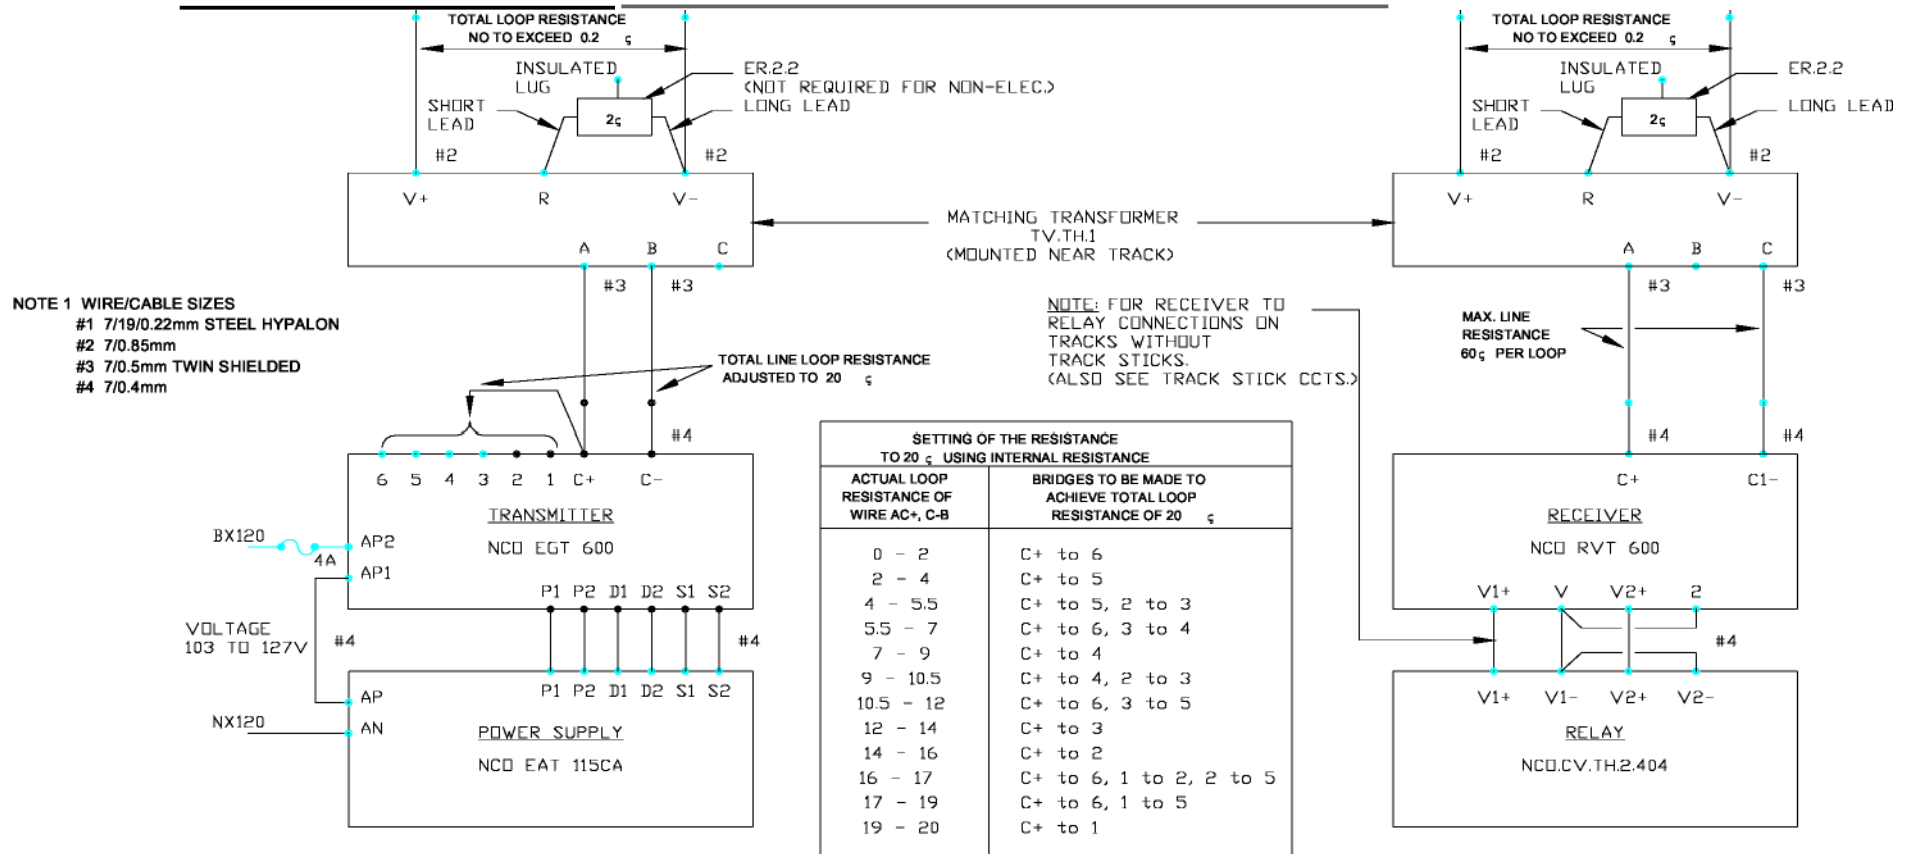 TOTAL LOOP RESISTANCE
NO TO EXCEED 0.2 ς
INSULATED
LUG
ER.2.2
(NOT REQUIRED FOR NON-ELEC.)
SHORT
LEAD
2ς
LONG LEAD
#2
#2
V+
R
V-
A
B
C
#3
#3
MATCHING TRANSFORMER
TV.TH.1
(MOUNTED NEAR TRACK)
TOTAL LOOP RESISTANCE
NO TO EXCEED 0.2 ς
INSULATED
LUG
ER.2.2
SHORT
LEAD
2ς
LONG LEAD
#2
#2
V+
R
V-
A
B
C
#3
#3
NOTE 1 WIRE/CABLE SIZES
#1 7/19/0.22mm STEEL HYPALON
#2 7/0.85mm
#3 7/0.5mm TWIN SHIELDED
#4 7/0.4mm
TOTAL LINE LOOP RESISTANCE
ADJUSTED TO 20 ς
NOTE: FOR RECEIVER TO
RELAY CONNECTIONS ON
TRACKS WITHOUT
TRACK STICKS.
(ALSO SEE TRACK STICK CCTS.)
MAX. LINE
RESISTANCE
60ς PER LOOP
#4
6 5 4 3 2 1 C+ C-
TRANSMITTER
NCO EGT 600
BX120
4A
AP2
AP1
P1 P2 D1 D2 S1 S2
VOLTAGE
103 TO 127V
#4
#4
P1 P2 D1 D2 S1 S2
AP
AN
NX120
POWER SUPPLY
NCO EAT 115CA
SETTING OF THE RESISTANCE
TO 20 ς USING INTERNAL RESISTANCE
ACTUAL LOOP
RESISTANCE OF
WIRE AC+, C-B
BRIDGES TO BE MADE TO
ACHIEVE TOTAL LOOP
RESISTANCE OF 20 ς
0 - 2 C+ to 6
2 - 4 C+ to 5
4 - 5.5 C+ to 5, 2 to 3
5.5 - 7 C+ to 6, 3 to 4
7 - 9 C+ to 4
9 - 10.5 C+ to 4, 2 to 3
10.5 - 12 C+ to 6, 3 to 5
12 - 14 C+ to 3
14 - 16 C+ to 2
16 - 17 C+ to 6, 1 to 2, 2 to 5
17 - 19 C+ to 6, 1 to 5
19 - 20 C+ to 1
#4
#4
C+
C1-
RECEIVER
NCO RVT 600
V1+ V V2+ 2
#4
V1+ V1- V2+ V2-
RELAY
NCO.CV.TH.2.404